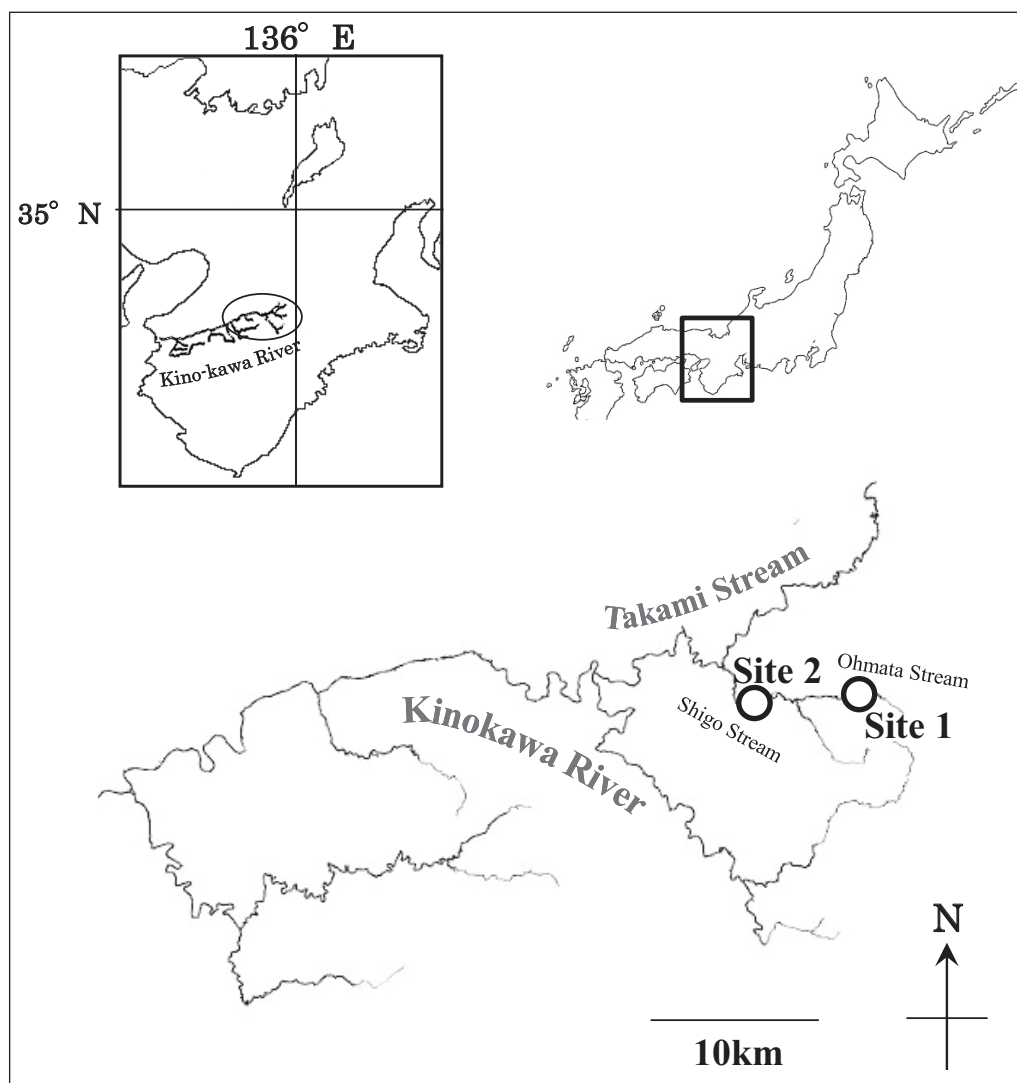 136° E
35° N
Kino-kawa River
Takami Stream
Site 2
Ohmata Stream
Site 1
Shigo Stream
Kinokawa River
N
10km